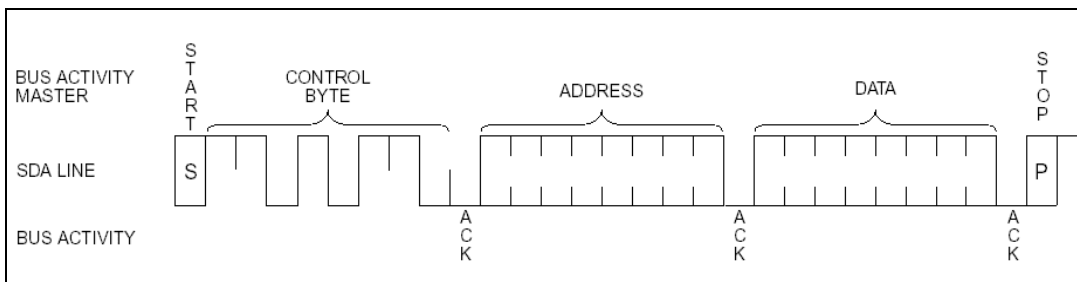 BUS ACTIVITY
MASTER
START
CONTROL
BYTE
ADDRESS
DATA
STOP
SDA LINE
S
P
BUS ACTIVITY
ACK
ACK
ACK